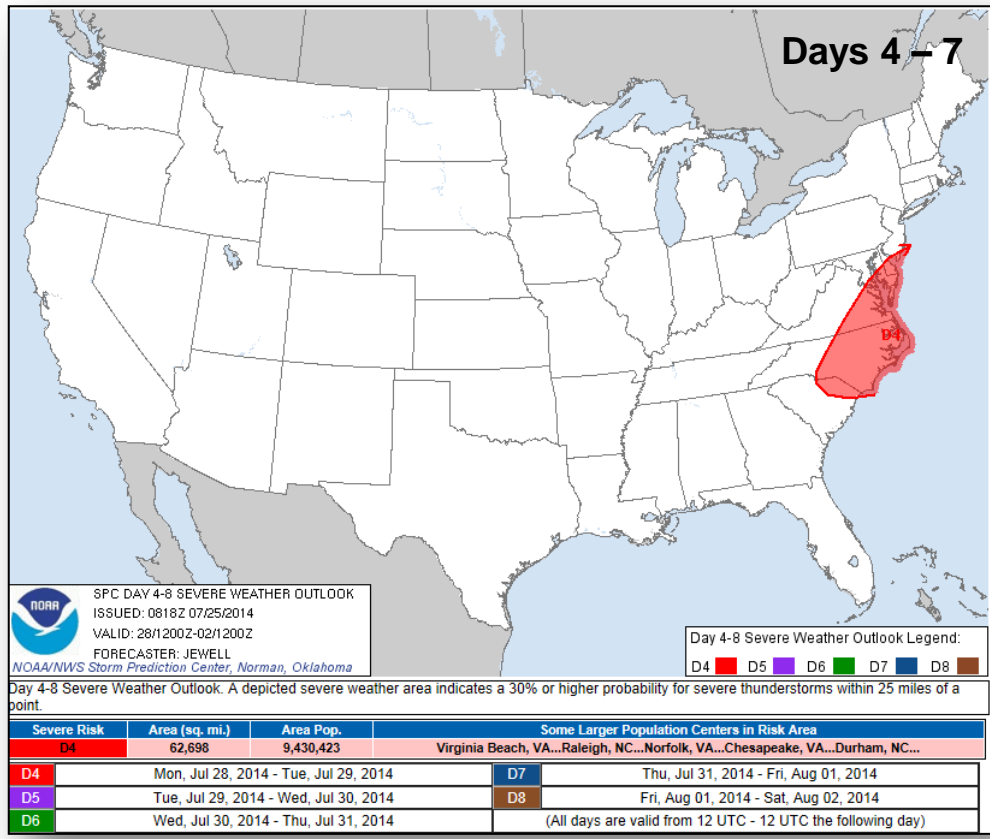 Days 4 – 7
D4
NOAA
SPC DAY 4-8 SEVERE WEATHER OUTLOOK
ISSUED: 0818Z 07/25/2014
VALID: 28/1200Z-02/1200Z
FORECASTER: JEWELL
NOAA/NWS Storm Prediction Center, Norman, Oklahoma
Day 4-8 Severe Weather Outlook Legend:
D4 D5 D6 D7 D8
Day 4-8 Severe Weather Outlook. A depicted severe weather area indicates a 30% or higher probability for severe thunderstorms within 25 miles of a
point.
Severe Risk Area (sq. mi.) Area Pop. Some Larger Population Centers in Risk Area
D4 62,698 9,430,423 Virginia Beach, VA...Raleigh, NC...Norfolk, VA...Chesapeake, VA...Durham, NC...
D4 Mon, Jul 28, 2014 - Tue, Jul 29, 2014 D7 Thu, Jul 31, 2014 - Fri, Aug 01, 2014
D5 Tue, Jul 29, 2014 - Wed, Jul 30, 2014 D8 Fri, Aug 01, 2014 - Sat, Aug 02, 2014
D6 Wed, Jul 30, 2014 - Thu, Jul 31, 2014 (All days are valid from 12 UTC - 12 UTC the following day)